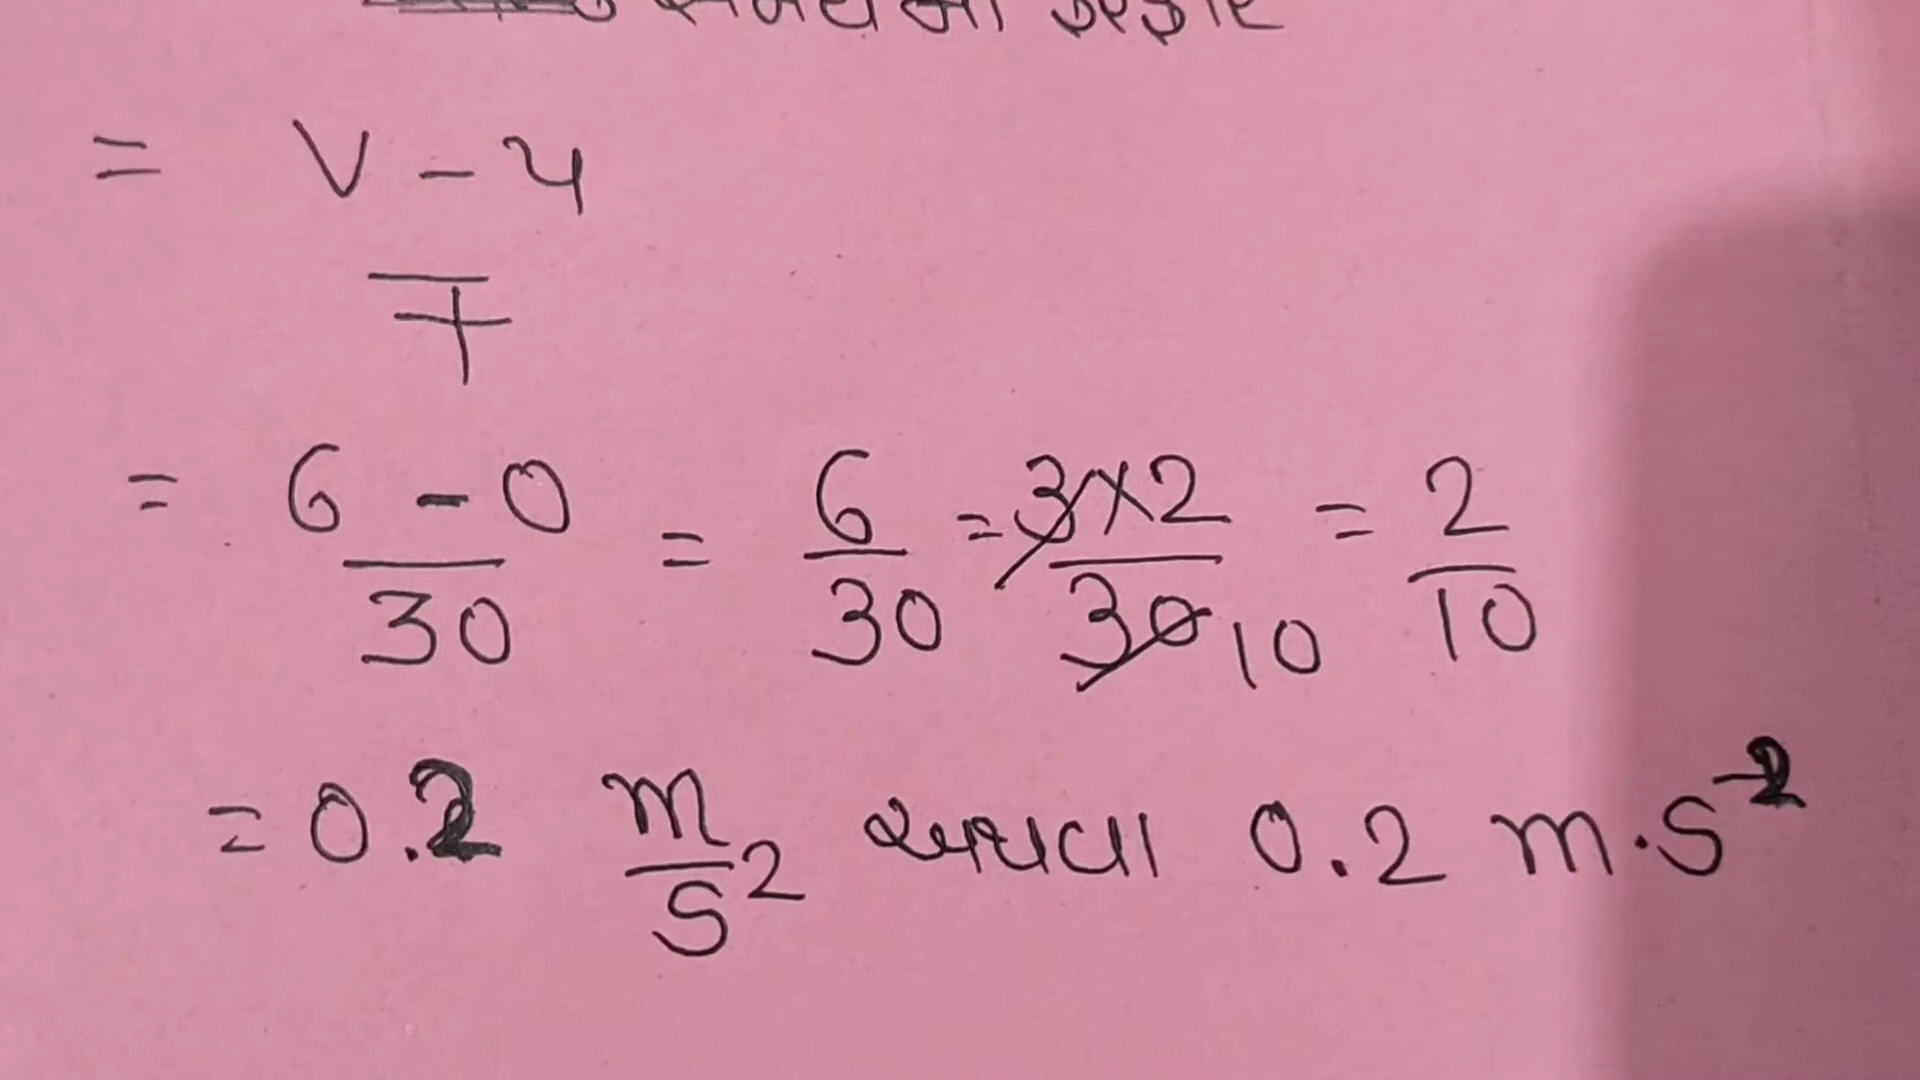 = v - u
t
= 6 - 0 / 30 = 6 / 30 = 3 × 2 / 30 10 = 2 / 10
= 0.2 m / s² અથવા 0.2 m.s⁻²